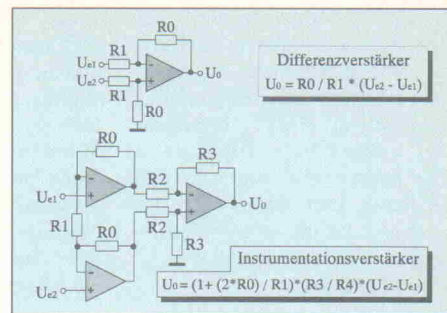 R0
R1
Ue1
Ue2
R1
U0
R0
Differenzverstärker
U0 = R0 / R1 * (Ue2 - Ue1)
R0
R3
R2
Ue1
U0
R1
R0
R2
R3
Ue2
Instrumentationsverstärker
U0 = (1+ (2*R0) / R1)*(R3 / R4)*(Ue2-Ue1)